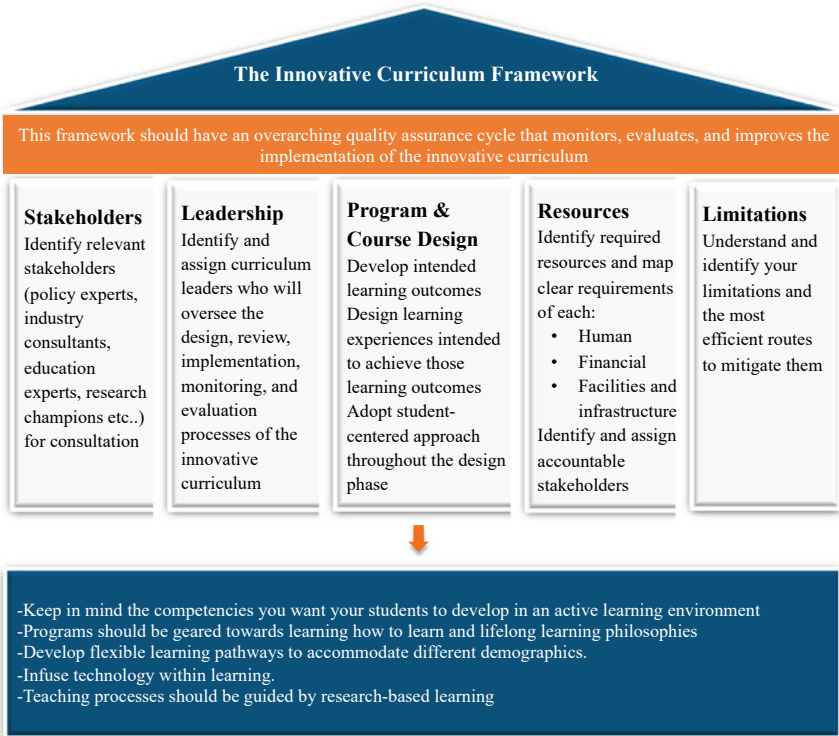 The Innovative Curriculum Framework
This framework should have an overarching quality assurance cycle that monitors, evaluates, and improves the
implementation of the innovative curriculum
Stakeholders
Identify relevant
stakeholders
(policy experts,
industry
consultants,
education
experts, research
champions etc..)
for consultation
Leadership
Identify and
assign curriculum
leaders who will
oversee the
design, review,
implementation,
monitoring, and
evaluation
processes of the
innovative
curriculum
Program &
Course Design
Develop intended
learning outcomes
Design learning
experiences intended
to achieve those
learning outcomes
Adopt student-
centered approach
throughout the design
phase
Resources
Identify required
resources and map
clear requirements
of each:
• Human
• Financial
• Facilities and
infrastructure
Identify and assign
accountable
stakeholders
Limitations
Understand and
identify your
limitations and
the most
efficient routes
to mitigate them
-Keep in mind the competencies you want your students to develop in an active learning environment
-Programs should be geared towards learning how to learn and lifelong learning philosophies
-Develop flexible learning pathways to accommodate different demographics.
-Infuse technology within learning.
-Teaching processes should be guided by research-based learning